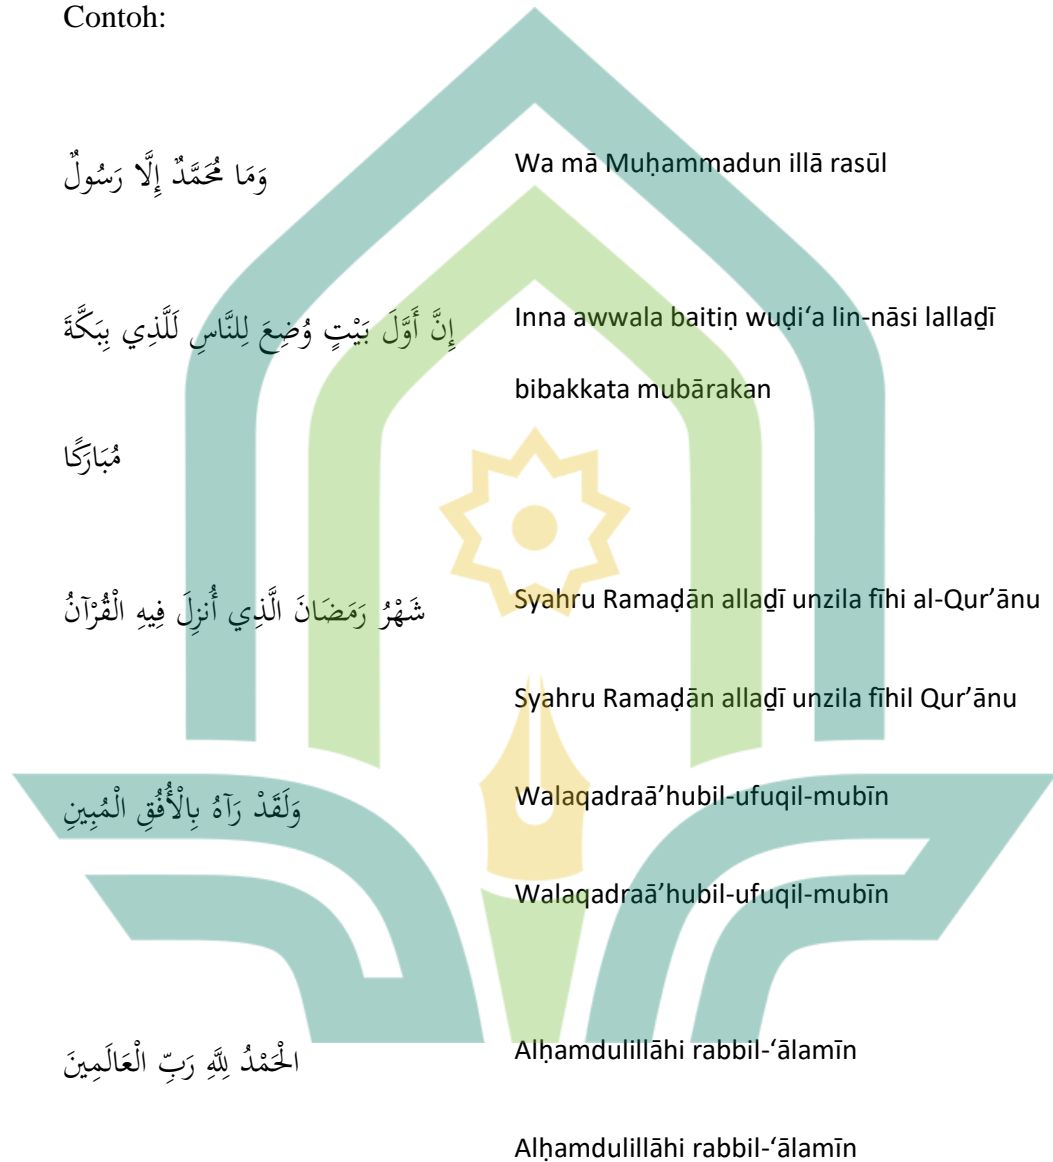 Contoh:
وَمَا مُحَمَّدٌ إِلَّا رَسُولٌ
Wa mā Muḥammadun illā rasūl
إِنَّ أَوَّلَ بَيْتٍ وُضِعَ لِلنَّاسِ لَلَّذِي بِبَكَّةَ
Inna awwala baitiṇ wuḍi‘a lin-nāsi lallaḏī
bibakkata mubārakan
مُبَارَكًا
شَهْرُ رَمَضَانَ الَّذِي أُنزِلَ فِيهِ الْقُرْآنُ
Syahru Ramaḍān allaḏī unzila fīhi al-Qur’ānu
Syahru Ramaḍān allaḏī unzila fīhil Qur’ānu
وَلَقَدْ رَآهُ بِالْأُفُقِ الْمُبِينِ
Walaqadraā’hubil-ufuqil-mubīn
Walaqadraā’hubil-ufuqil-mubīn
الْحَمْدُ لِلَّهِ رَبِّ الْعَالَمِينَ
Alḥamdulillāhi rabbil-‘ālamīn
Alḥamdulillāhi rabbil-‘ālamīn